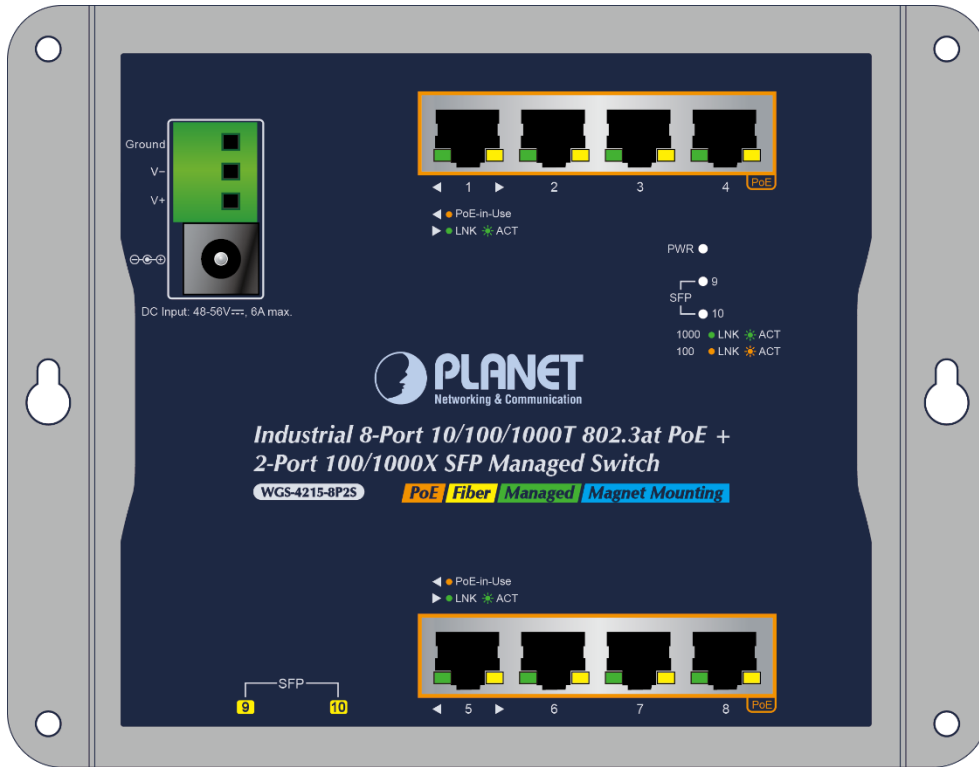 Ground
V−
V+
DC Input: 48-56V⎓, 6A max.
1 2 3 4 PoE
PoE-in-Use
LNK ACT
PWR
9
SFP
10
1000 LNK ACT
100 LNK ACT
PLANET
Networking & Communication
Industrial 8-Port 10/100/1000T 802.3at PoE +
2-Port 100/1000X SFP Managed Switch
WGS-4215-8P2S PoE Fiber Managed Magnet Mounting
PoE-in-Use
LNK ACT
5 6 7 8 PoE
SFP
9 10